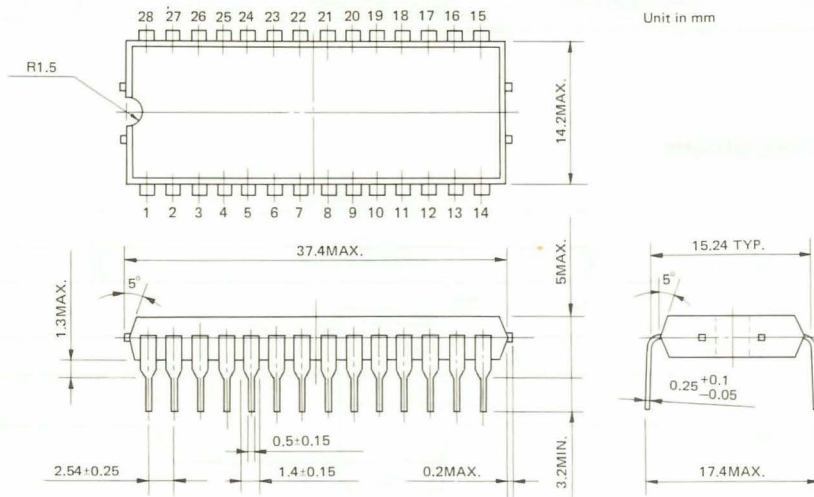 28 27 26 25 24 23 22 21 20 19 18 17 16 15
Unit in mm
R1.5
14.2MAX.
1 2 3 4 5 6 7 8 9 10 11 12 13 14
37.4MAX.
15.24 TYP.
5°
5°
1.3MAX.
5MAX.
0.25 +0.1 −0.05
0.5±0.15
2.54±0.25
1.4±0.15
0.2MAX.
3.2MIN.
17.4MAX.